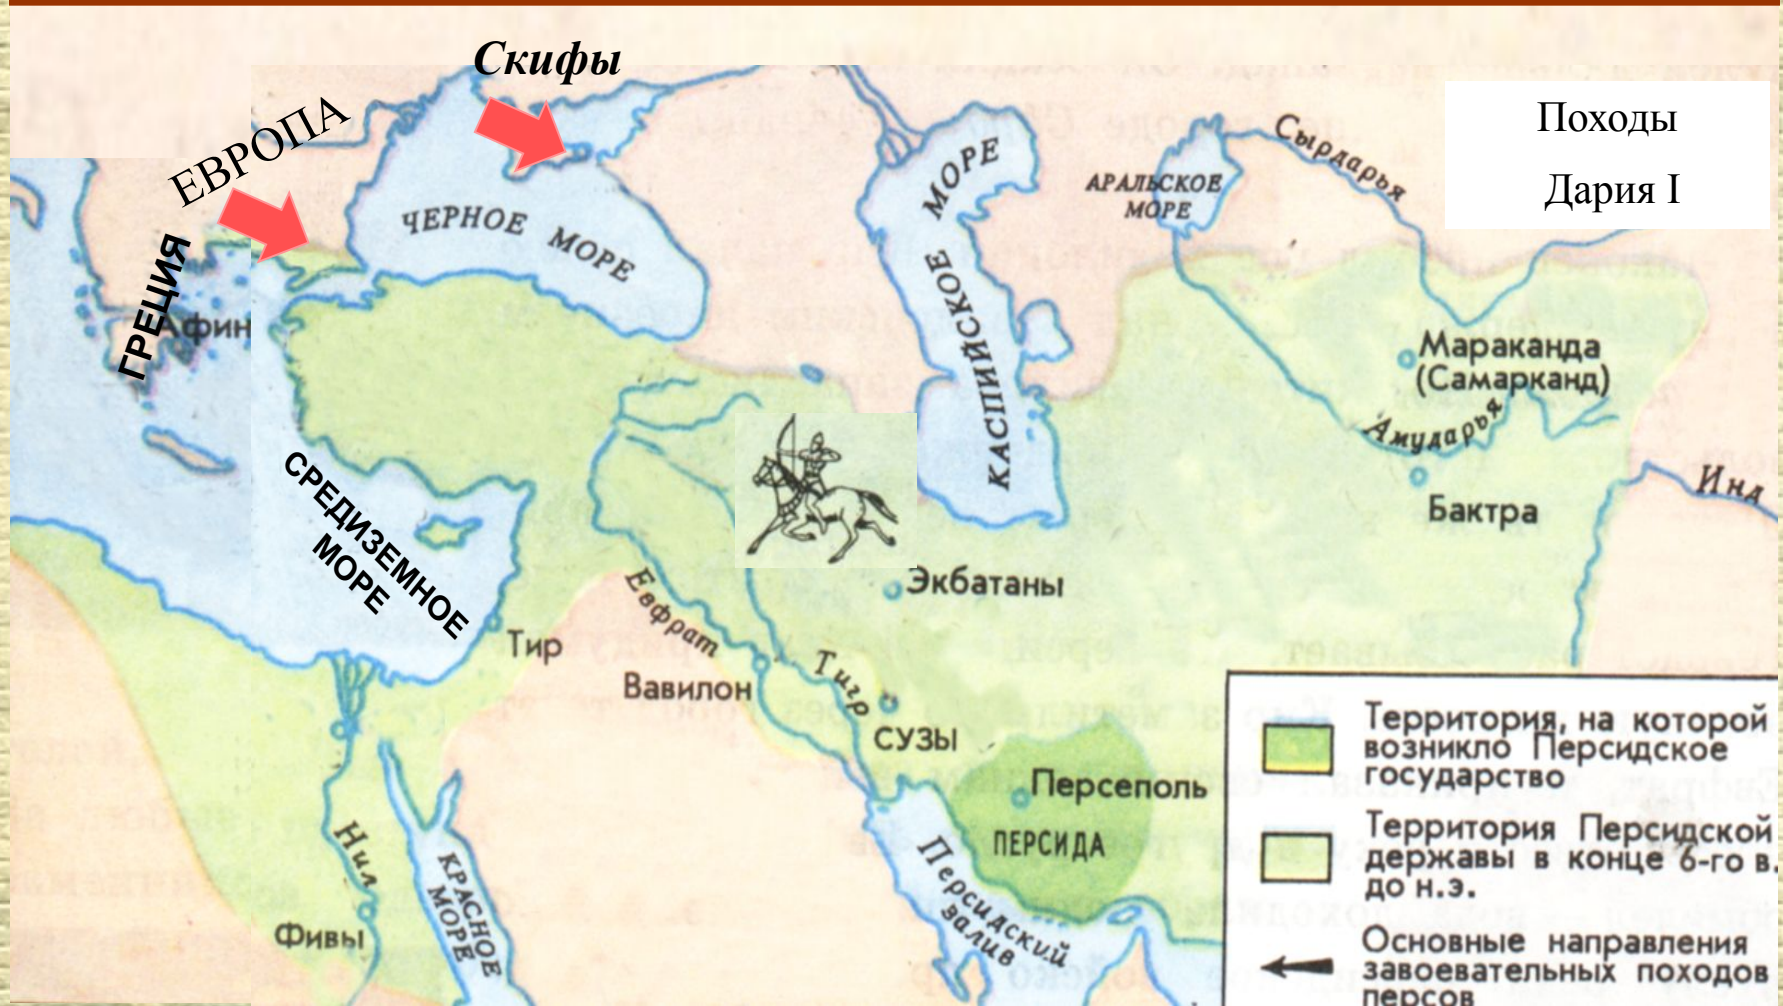 Скифы
ЕВРОПА
Походы
Дария I
Сырдарья
АРАЛЬСКОЕ
МОРЕ
ЧЕРНОЕ МОРЕ
КАСПИЙСКОЕ МОРЕ
ГРЕЦИЯ
Афин
Мараканда
(Самарканд)
Амударья
Бактра
Инд
СРЕДИЗЕМНОЕ
МОРЕ
Экбатаны
Евфрат
Тир
Вавилон
Тигр
СУЗЫ
Персеполь
ПЕРСИДА
Персидский
залив
Нил
КРАСНОЕ
МОРЕ
Фивы
Территория, на которой
возникло Персидское
государство
Территория Персидской
державы в конце 6-го в.
до н.э.
Основные направления
завоевательных походов
персов